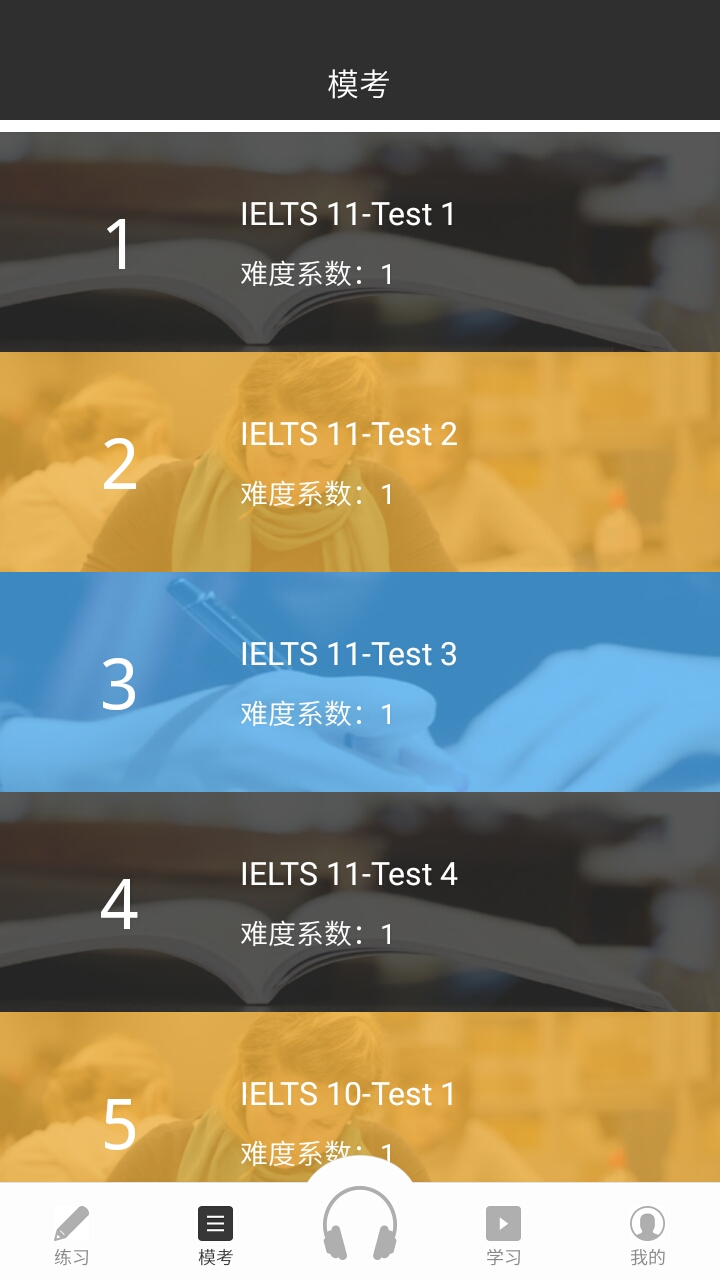 模考
1
IELTS 11-Test 1
难度系数：1
2
IELTS 11-Test 2
难度系数：1
3
IELTS 11-Test 3
难度系数：1
4
IELTS 11-Test 4
难度系数：1
5
IELTS 10-Test 1
难度系数：1
练习
模考
学习
我的